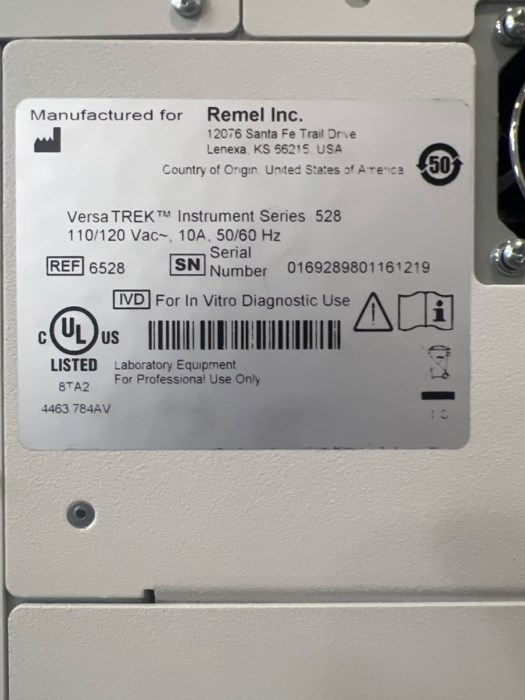 Manufactured for Remel Inc.
12076 Santa Fe Trail Drive
Lenexa, KS 66215 USA
Country of Origin: United States of America
50
VersaTREK™ Instrument Series 528
110/120 Vac~, 10A, 50/60 Hz
REF 6528
SN Serial Number 0169289801161219
IVD For In Vitro Diagnostic Use
C UL US
LISTED
Laboratory Equipment
For Professional Use Only
8TA2
4463 784AV